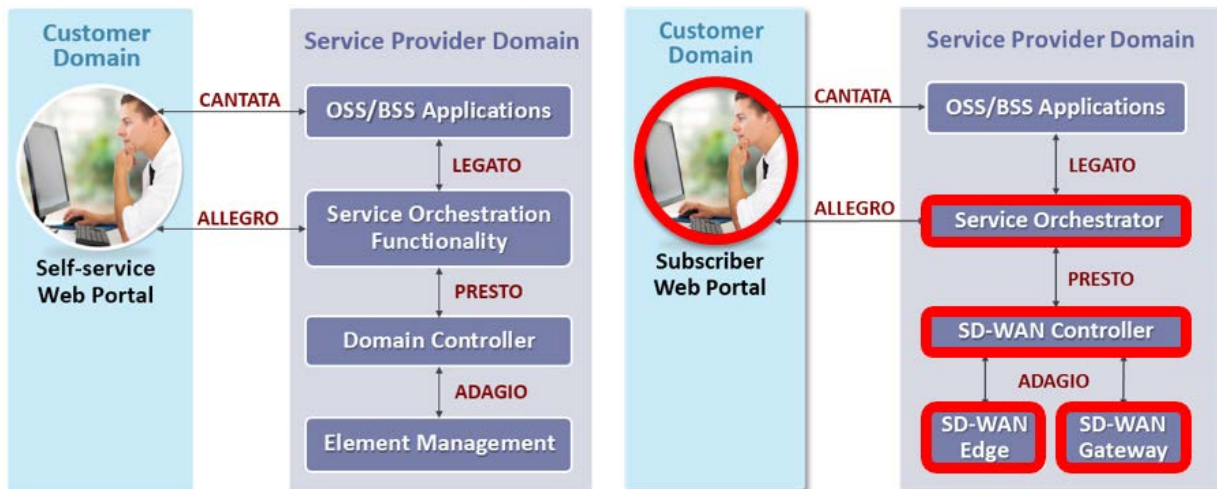 Customer
Domain
Service Provider Domain
CANTATA
OSS/BSS Applications
LEGATO
ALLEGRO
Service Orchestration
Functionality
Self-service
Web Portal
PRESTO
Domain Controller
ADAGIO
Element Management
Customer
Domain
Service Provider Domain
CANTATA
OSS/BSS Applications
LEGATO
ALLEGRO
Service Orchestrator
Subscriber
Web Portal
PRESTO
SD-WAN Controller
ADAGIO
SD-WAN
Edge
SD-WAN
Gateway